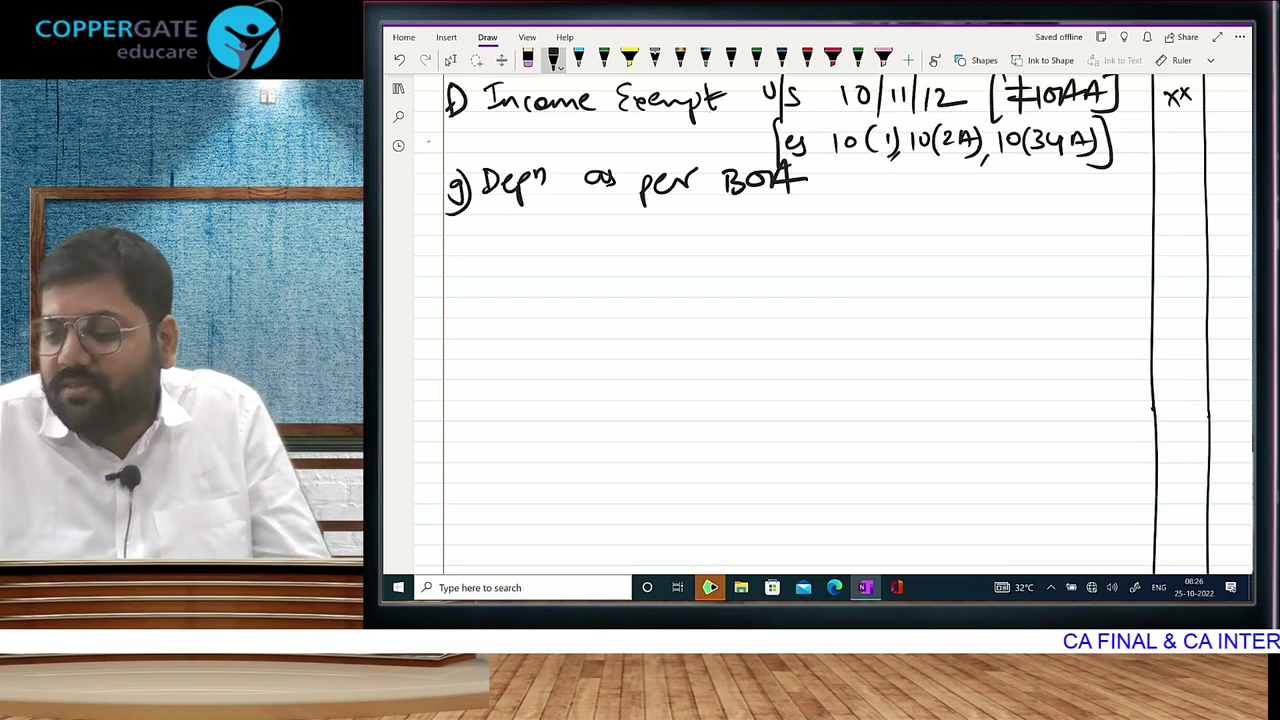 COPPERGATE
educare
Home Insert Draw View Help
Saved offline
Share
Shapes
Ink to Shape
Ink to Text
Ruler
f) Income Exempt u/s 10/11/12 [≠10AA] xx
[eg 10(1), 10(2A), 10(34A)]
g) Depn as per BOA
Type here to search
32°C
ENG
08:26
25-10-2022
CA FINAL & CA INTER